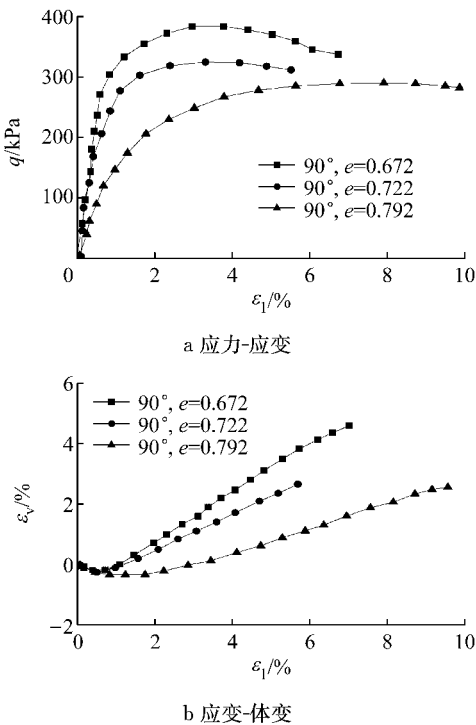 400
300
200
100
q/kPa
90°, e=0.672
90°, e=0.722
90°, e=0.792
0 2 4 6 8 10
ε₁/%
a 应力-应变
6
4
2
0
−2
εᵥ/%
90°, e=0.672
90°, e=0.722
90°, e=0.792
0 2 4 6 8 10
ε₁/%
b 应变-体变